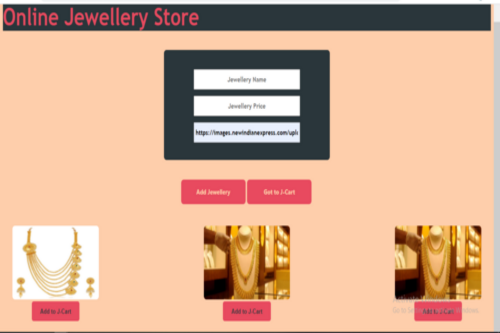 Online Jewellery Store
Jewellery Name
Jewellery Price
https://images.newindianexpress.com/uplo
Add Jewellery
Got to J-Cart
Add to J-Cart
Add to J-Cart
Add to J-Cart